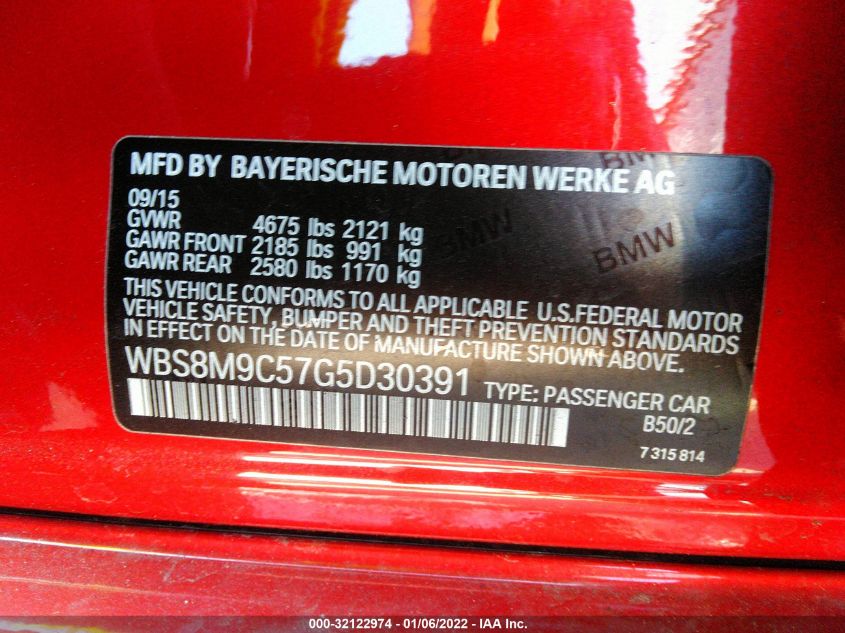 MFD BY BAYERISCHE MOTOREN WERKE AG
09/15
GVWR 4675 lbs 2121 kg
GAWR FRONT 2185 lbs 991 kg
GAWR REAR 2580 lbs 1170 kg
THIS VEHICLE CONFORMS TO ALL APPLICABLE U.S.FEDERAL MOTOR
VEHICLE SAFETY, BUMPER AND THEFT PREVENTION STANDARDS
IN EFFECT ON THE DATE OF MANUFACTURE SHOWN ABOVE.
WBS8M9C57G5D30391 TYPE: PASSENGER CAR
B50/2
7 315 814
BMW
BMW
000-32122974 - 01/06/2022 - IAA Inc.